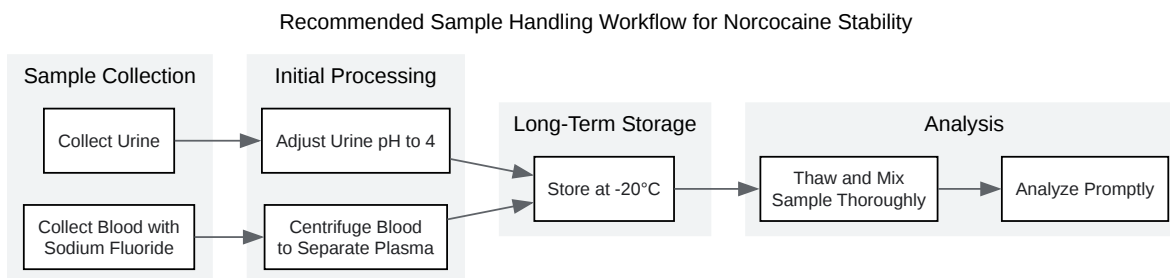 Recommended Sample Handling Workflow for Norcocaine Stability
Sample Collection
Collect Urine
Collect Blood with
Sodium Fluoride
Initial Processing
Adjust Urine pH to 4
Centrifuge Blood
to Separate Plasma
Long-Term Storage
Store at -20°C
Analysis
Thaw and Mix
Sample Thoroughly
Analyze Promptly